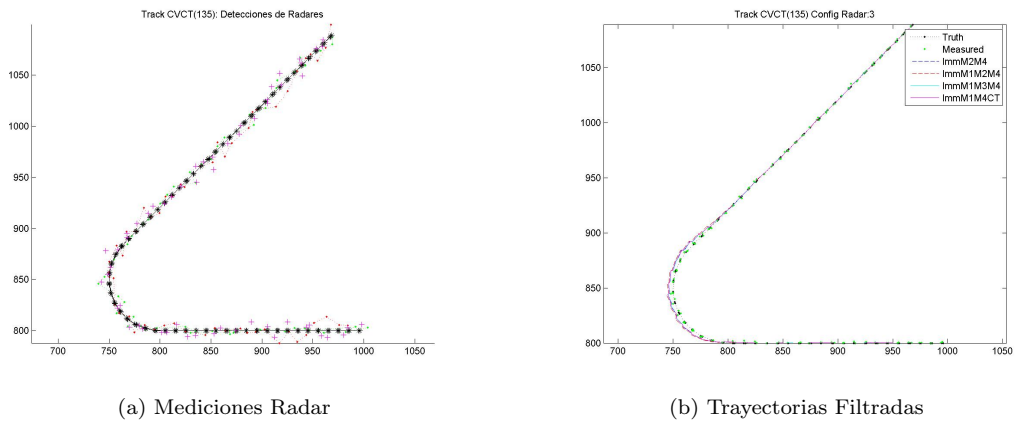 Track CVCT(135): Detecciones de Radares
1050
1000
950
900
850
800
700
750
800
850
900
950
1000
1050
(a) Mediciones Radar
Track CVCT(135) Config Radar:3
Truth
Measured
ImmM2M4
ImmM1M2M4
ImmM1M3M4
ImmM1M4CT
1050
1000
950
900
850
800
700
750
800
850
900
950
1000
1050
(b) Trayectorias Filtradas